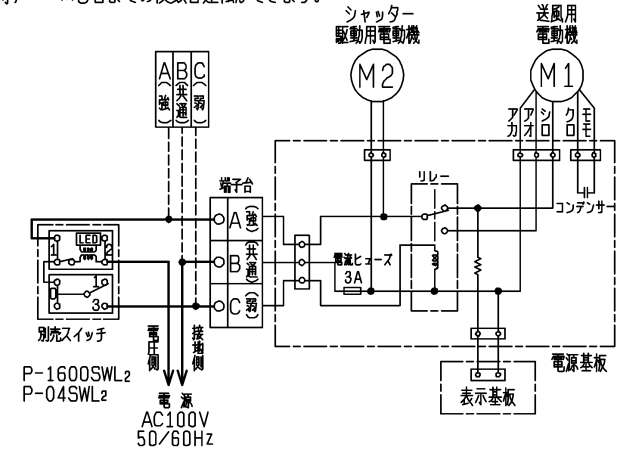 シャッター
駆動用電動機
送風用
電動機
A(強)
B(共通)
C(弱)
M2
M1
アカ
アオ
シロ
クロ
モモ
リレー
コンデンサー
端子台
A(強)
B(共通)
C(弱)
電流ヒューズ
3A
LED
1
2
0
1
3
別売スイッチ
電圧側
接地側
P-1600SWL2
P-04SWL2
電源
AC100V
50/60Hz
電源基板
表示基板